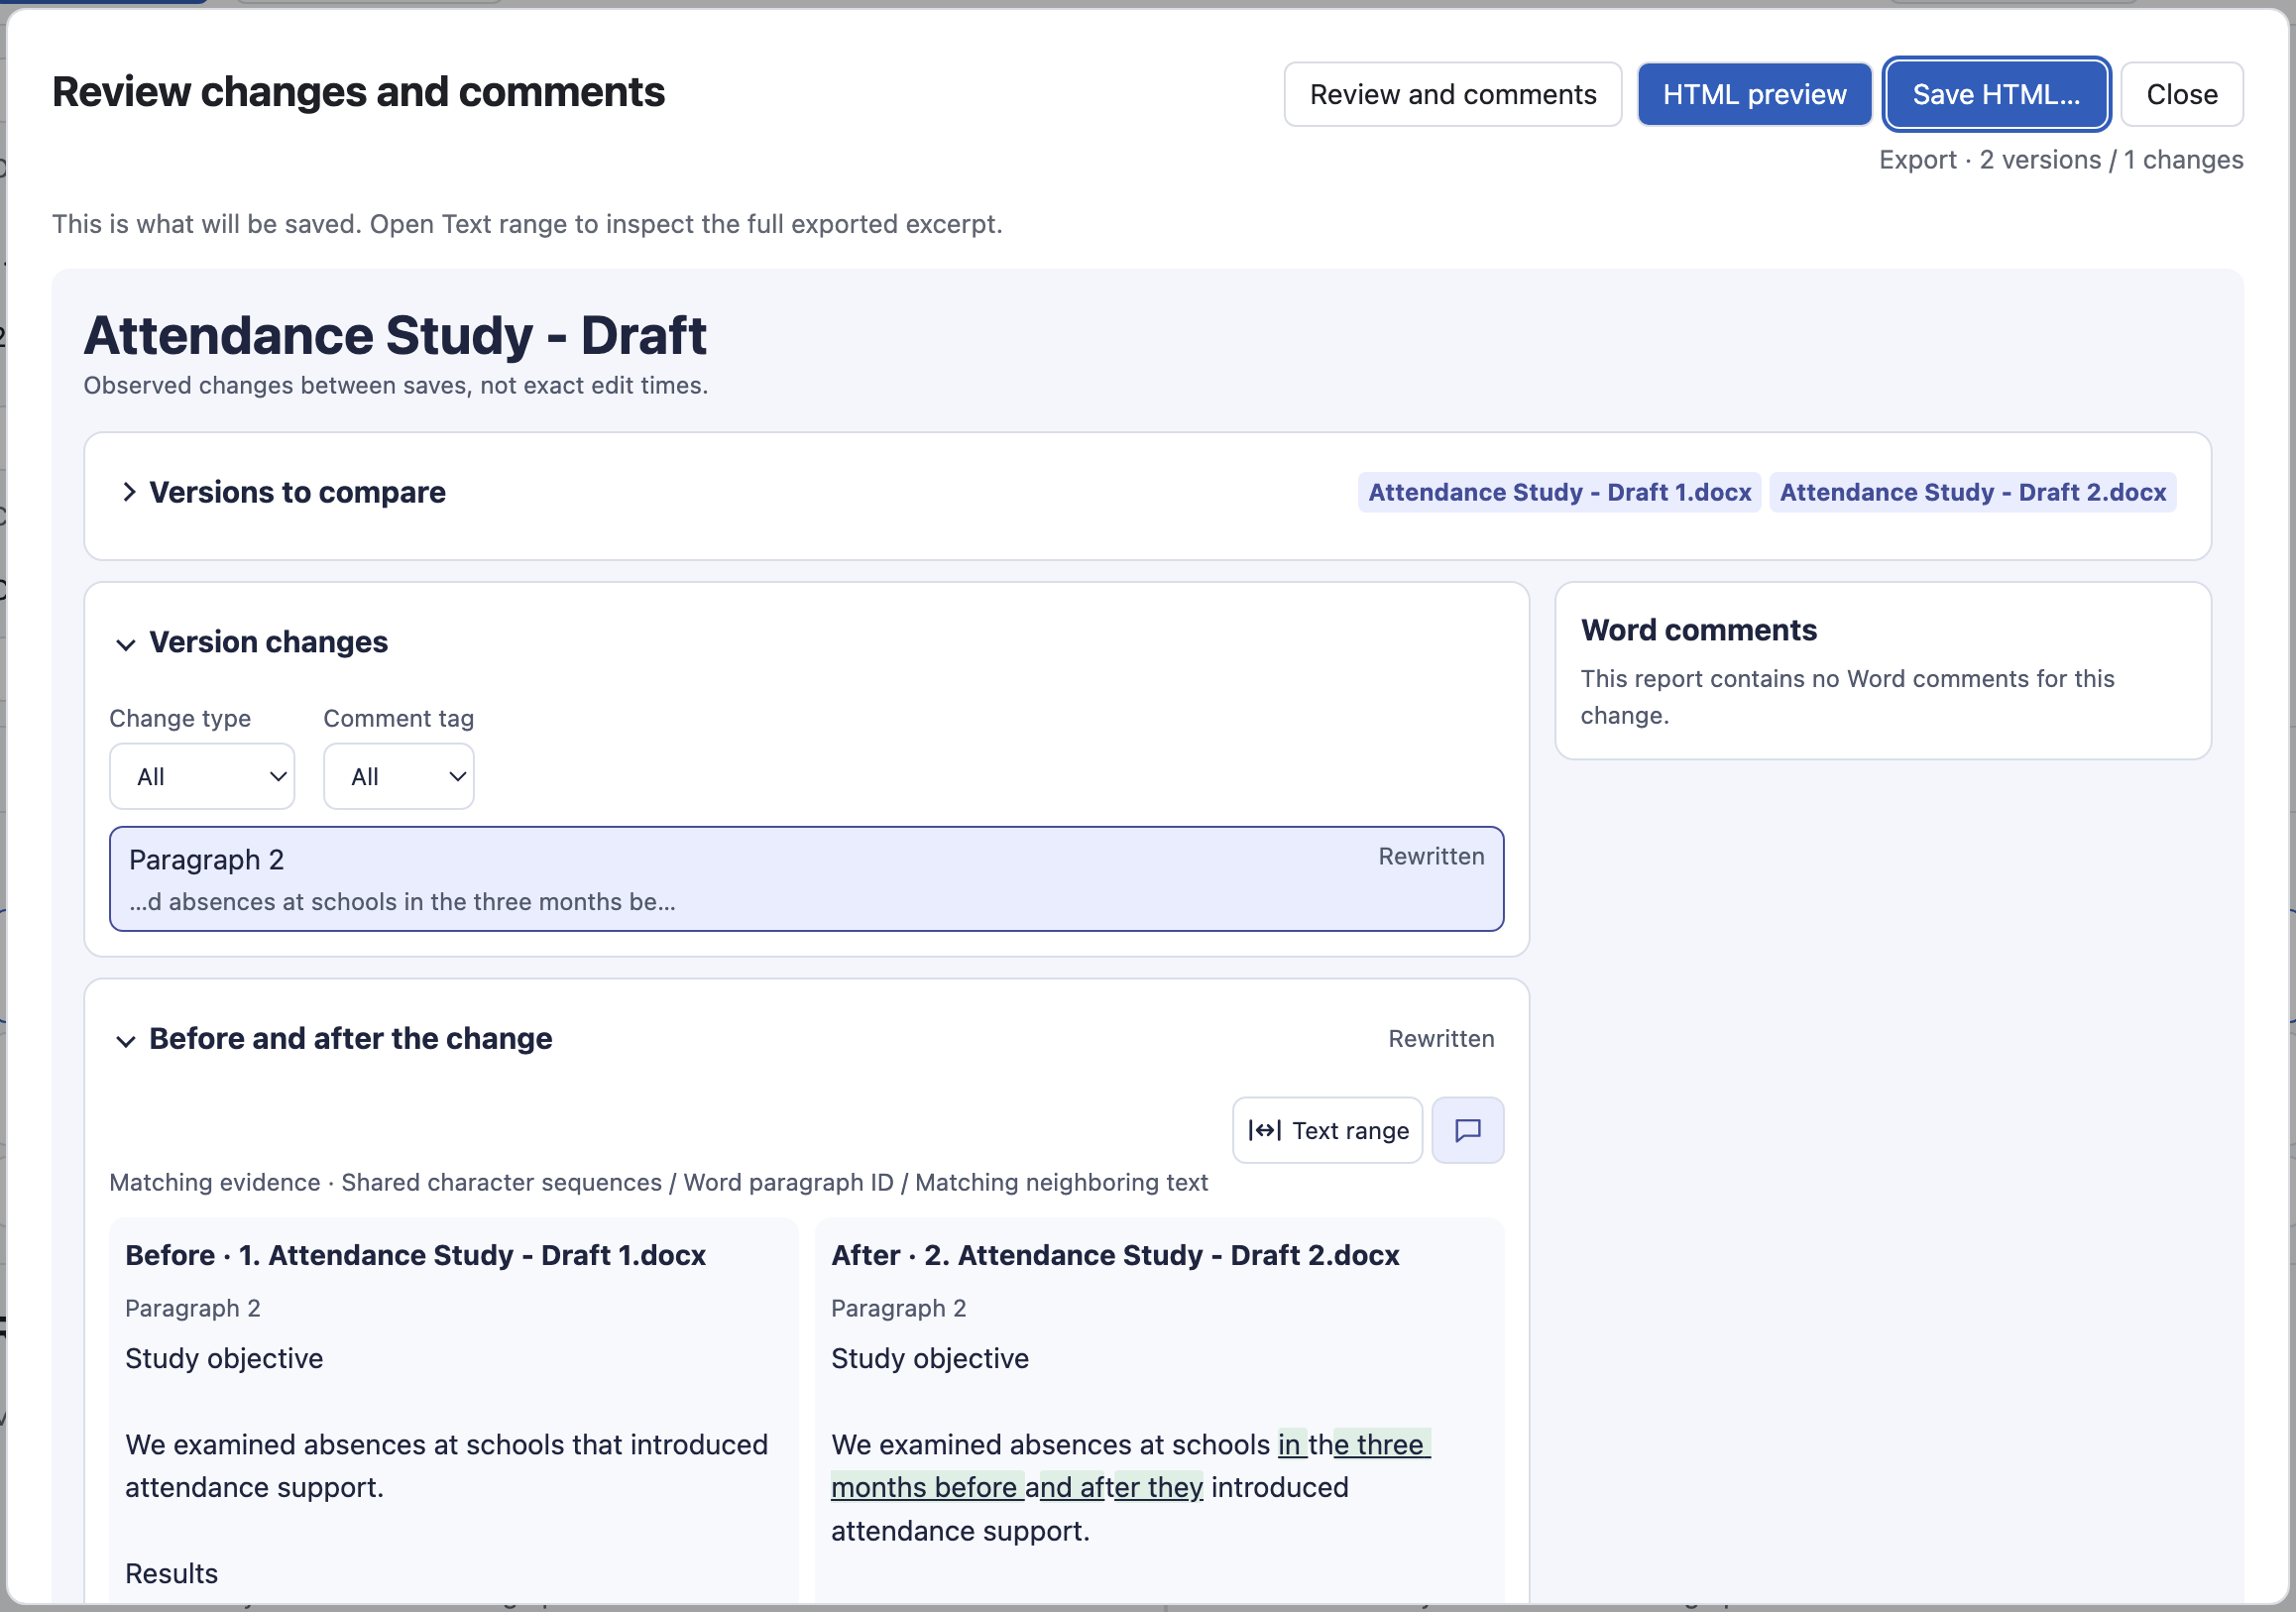 Review changes and comments
Review and comments
HTML preview
Save HTML...
Close
Export · 2 versions / 1 changes
This is what will be saved. Open Text range to inspect the full exported excerpt.
Attendance Study - Draft
Observed changes between saves, not exact edit times.
Versions to compare
Attendance Study - Draft 1.docx
Attendance Study - Draft 2.docx
Version changes
Change type
Comment tag
All
All
Paragraph 2
Rewritten
...d absences at schools in the three months be...
Word comments
This report contains no Word comments for this
change.
Before and after the change
Rewritten
Text range
Matching evidence · Shared character sequences / Word paragraph ID / Matching neighboring text
Before · 1. Attendance Study - Draft 1.docx
Paragraph 2
Study objective
We examined absences at schools that introduced
attendance support.
Results
After · 2. Attendance Study - Draft 2.docx
Paragraph 2
Study objective
We examined absences at schools in the three
months before and after they introduced
attendance support.